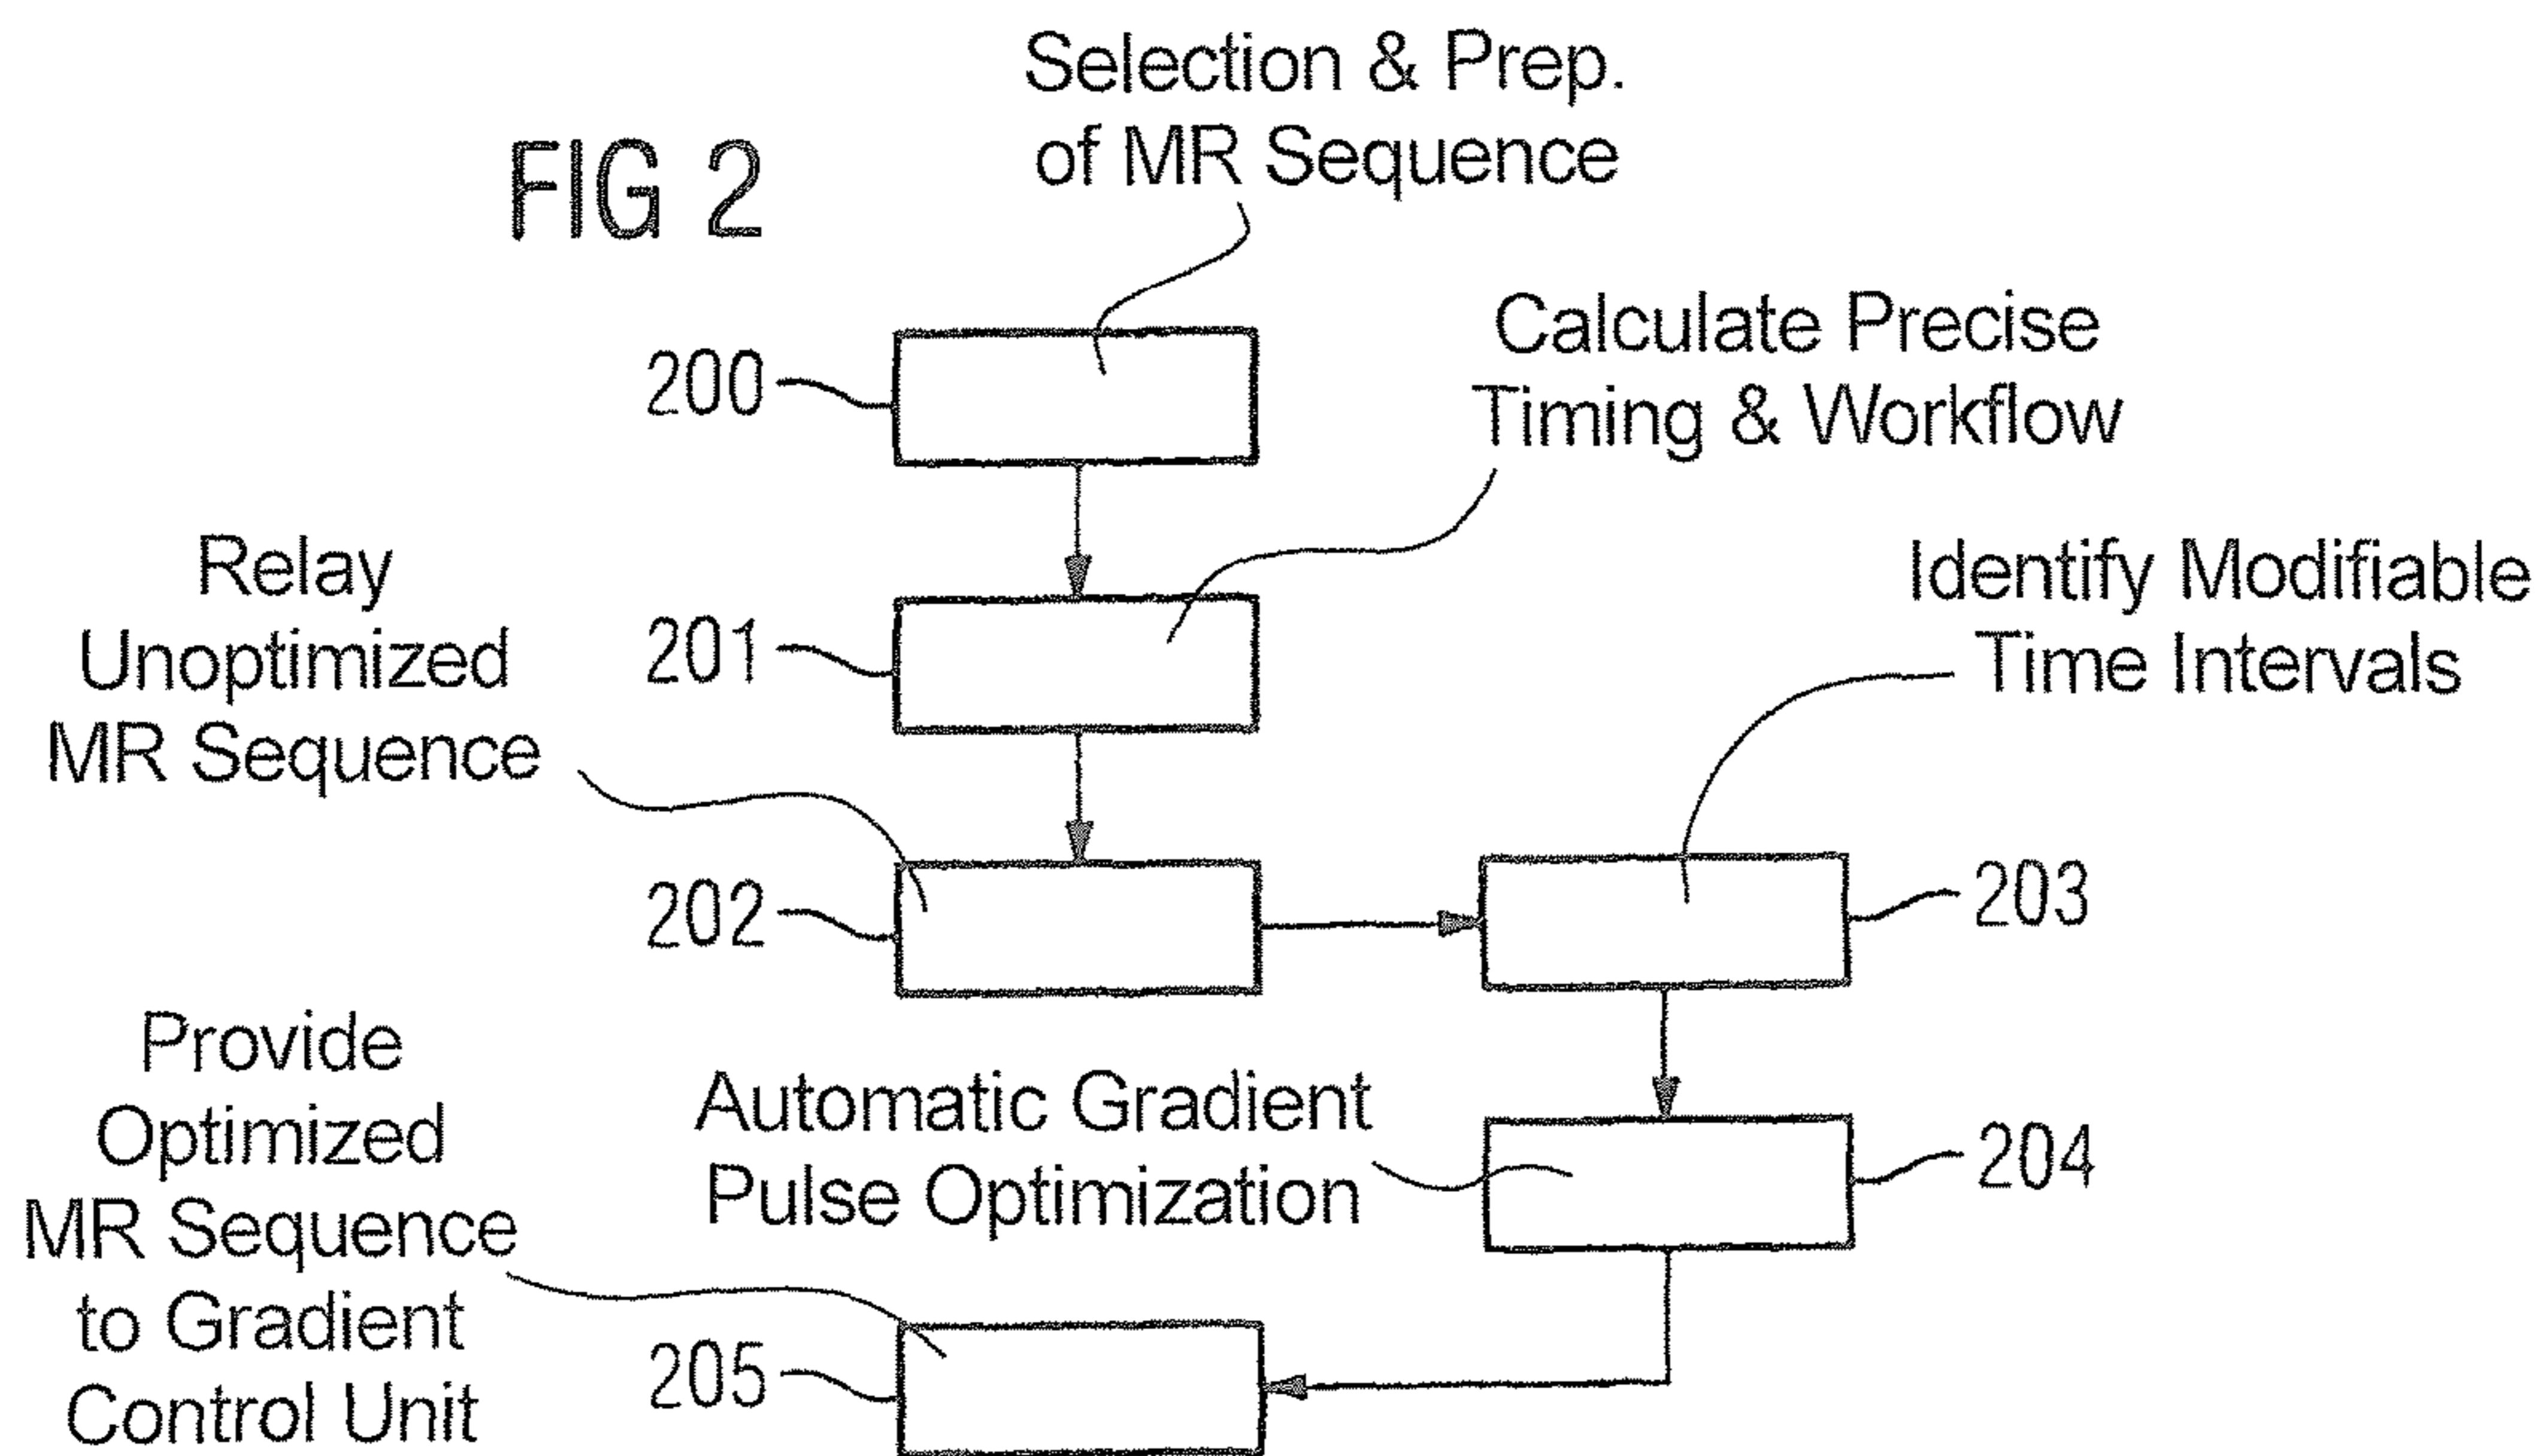 FIG 2
Selection & Prep.
of MR Sequence
200
Calculate Precise
Timing & Workflow
201
Relay
Unoptimized
MR Sequence
202
Identify Modifiable
Time Intervals
203
Automatic Gradient
Pulse Optimization
204
Provide
Optimized
MR Sequence
to Gradient
Control Unit
205